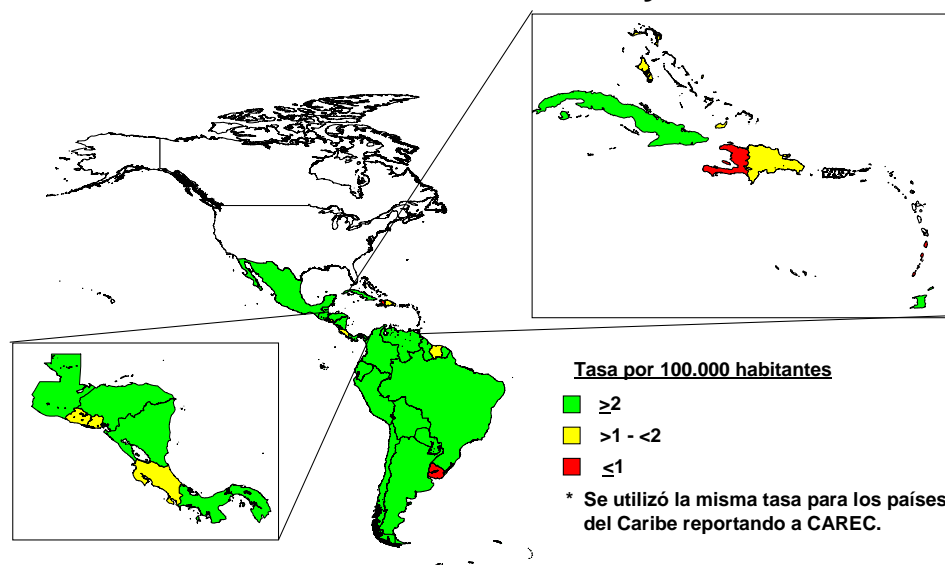 Tasa por 100.000 habitantes
≥2
>1 - <2
≤1
* Se utilizó la misma tasa para los países
del Caribe reportando a CAREC.